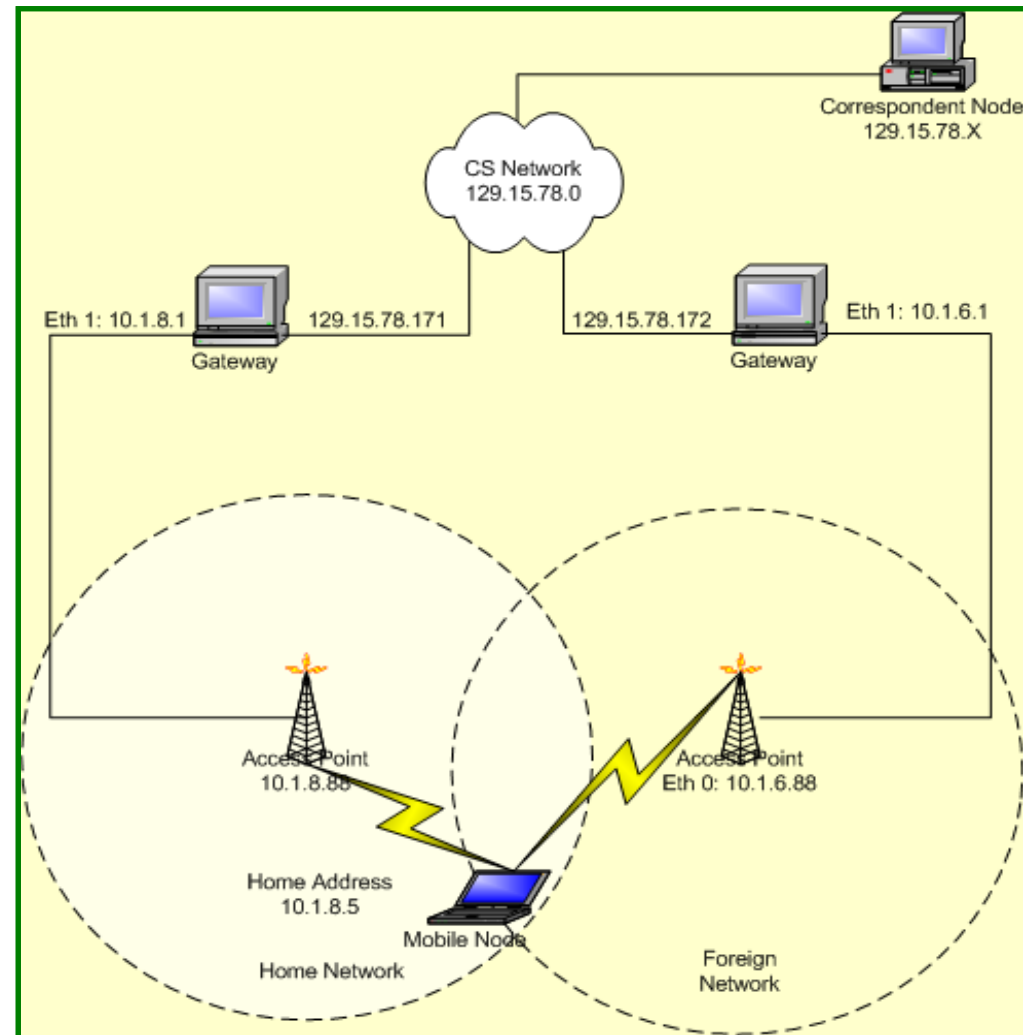 Correspondent Node
129.15.78.X
CS Network
129.15.78.0
Eth 1: 10.1.8.1
129.15.78.171
Gateway
129.15.78.172
Eth 1: 10.1.6.1
Gateway
Access Point
10.1.8.88
Access Point
Eth 0: 10.1.6.88
Home Address
10.1.8.5
Mobile Node
Home Network
Foreign
Network